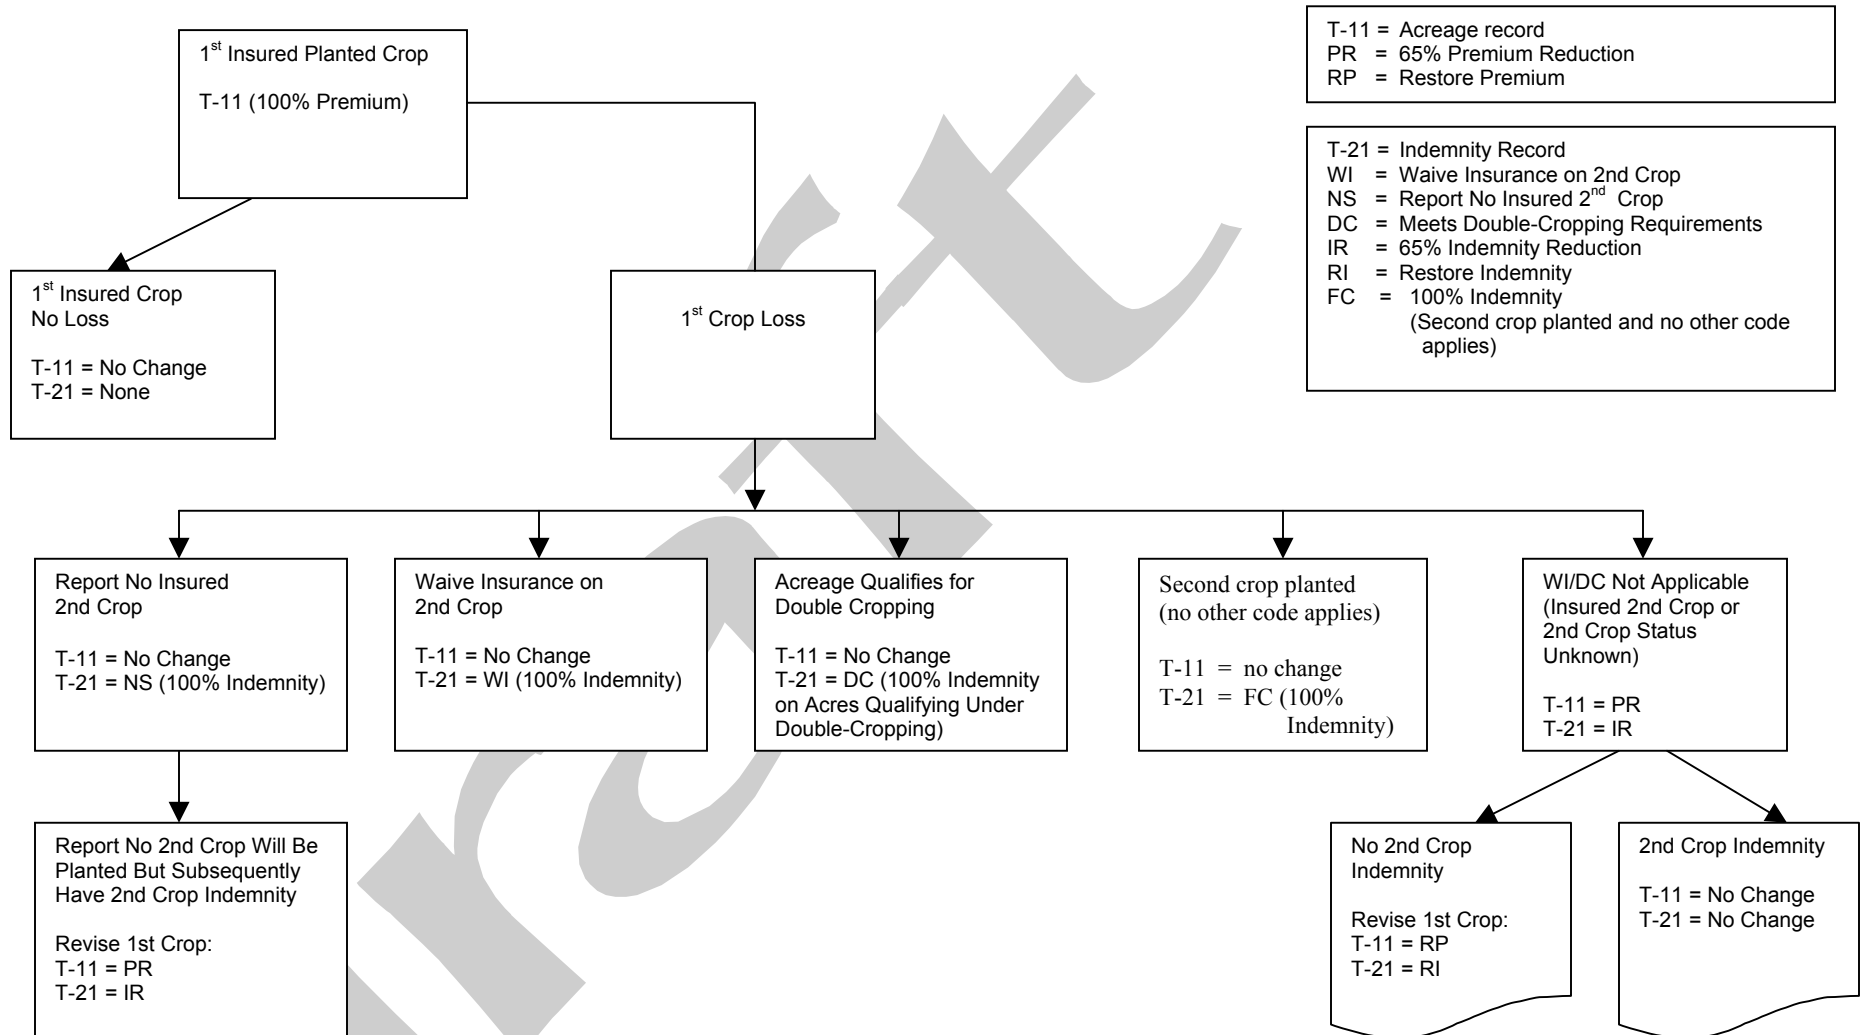 1st Insured Planted Crop
T-11 (100% Premium)
T-11 = Acreage record
PR = 65% Premium Reduction
RP = Restore Premium
T-21 = Indemnity Record
WI = Waive Insurance on 2nd Crop
NS = Report No Insured 2nd Crop
DC = Meets Double-Cropping Requirements
IR = 65% Indemnity Reduction
RI = Restore Indemnity
FC = 100% Indemnity
(Second crop planted and no other code
applies)
1st Insured Crop
No Loss
T-11 = No Change
T-21 = None
1st Crop Loss
Report No Insured
2nd Crop
T-11 = No Change
T-21 = NS (100% Indemnity)
Waive Insurance on
2nd Crop
T-11 = No Change
T-21 = WI (100% Indemnity)
Acreage Qualifies for
Double Cropping
T-11 = No Change
T-21 = DC (100% Indemnity
on Acres Qualifying Under
Double-Cropping)
Second crop planted
(no other code applies)
T-11 = no change
T-21 = FC (100%
Indemnity)
WI/DC Not Applicable
(Insured 2nd Crop or
2nd Crop Status
Unknown)
T-11 = PR
T-21 = IR
Report No 2nd Crop Will Be
Planted But Subsequently
Have 2nd Crop Indemnity
Revise 1st Crop:
T-11 = PR
T-21 = IR
No 2nd Crop
Indemnity
Revise 1st Crop:
T-11 = RP
T-21 = RI
2nd Crop Indemnity
T-11 = No Change
T-21 = No Change